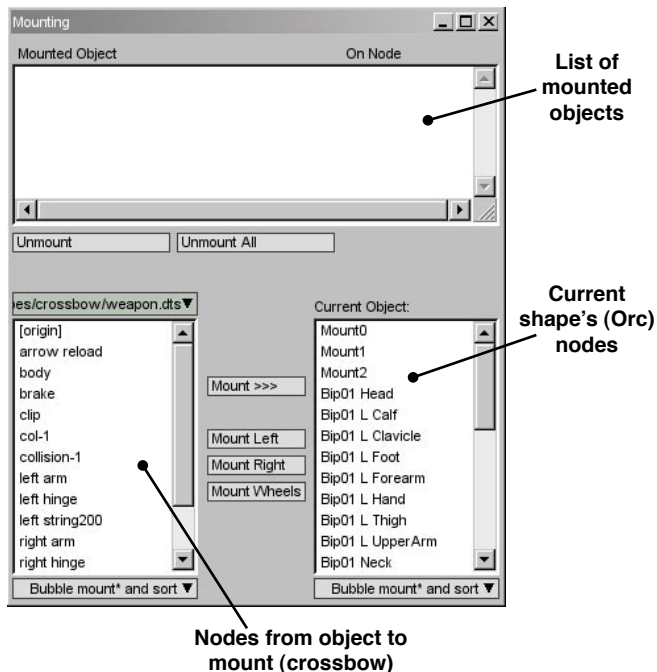 Mounting
Mounted Object On Node
List of
mounted
objects
Unmount Unmount All
es/crossbow/weapon.dts
Current Object:
[origin]
arrow reload
body
brake
clip
col-1
collision-1
left arm
left hinge
left string200
right arm
right hinge
Bubble mount* and sort
Mount >>>
Mount Left
Mount Right
Mount Wheels
Mount0
Mount1
Mount2
Bip01 Head
Bip01 L Calf
Bip01 L Clavicle
Bip01 L Foot
Bip01 L Forearm
Bip01 L Hand
Bip01 L Thigh
Bip01 L UpperArm
Bip01 Neck
Bubble mount* and sort
Current
shape's (Orc)
nodes
Nodes from object to
mount (crossbow)